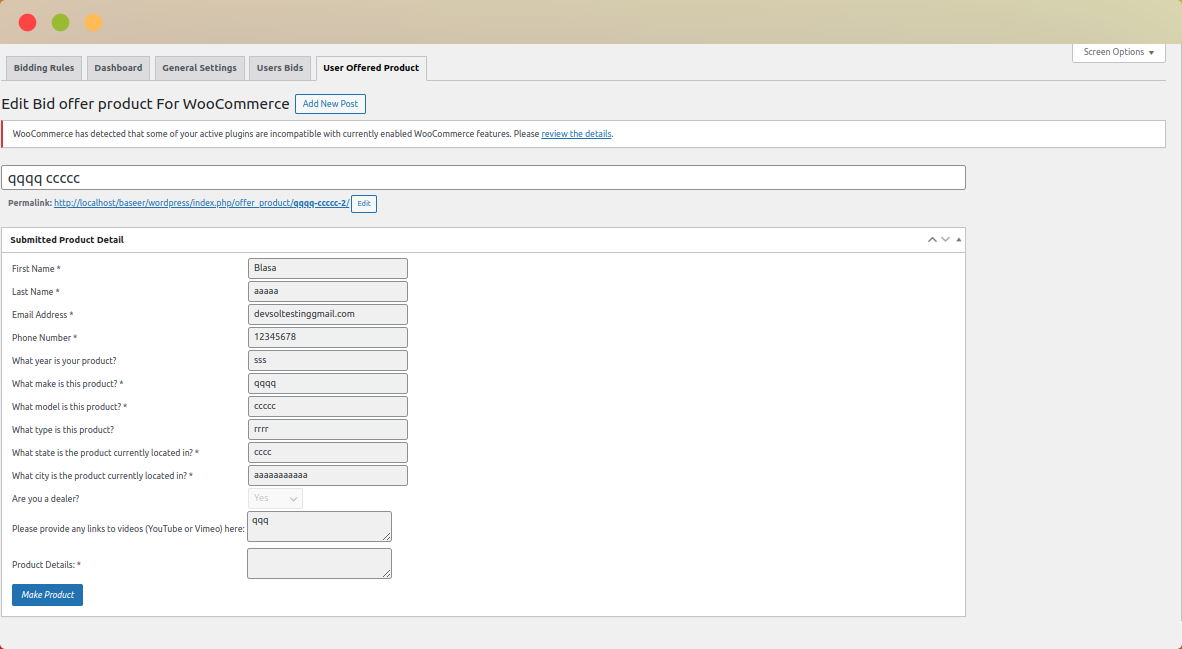 Screen Options
Bidding Rules Dashboard General Settings Users Bids User Offered Product
Edit Bid offer product For WooCommerce Add New Post
WooCommerce has detected that some of your active plugins are incompatible with currently enabled WooCommerce features. Please review the details.
qqqq ccccc
Permalink: http://localhost/baseer/wordpress/index.php/offer_product/qqqq-ccccc-2/ Edit
Submitted Product Detail
First Name * Blasa
Last Name * aaaaa
Email Address * devsoltestinggmail.com
Phone Number * 12345678
What year is your product? sss
What make is this product? * qqqq
What model is this product? * ccccc
What type is this product? rrrr
What state is the product currently located in? * cccc
What city is the product currently located in? * aaaaaaaaaaa
Are you a dealer? Yes
Please provide any links to videos (YouTube or Vimeo) here: qqq
Product Details: *
Make Product